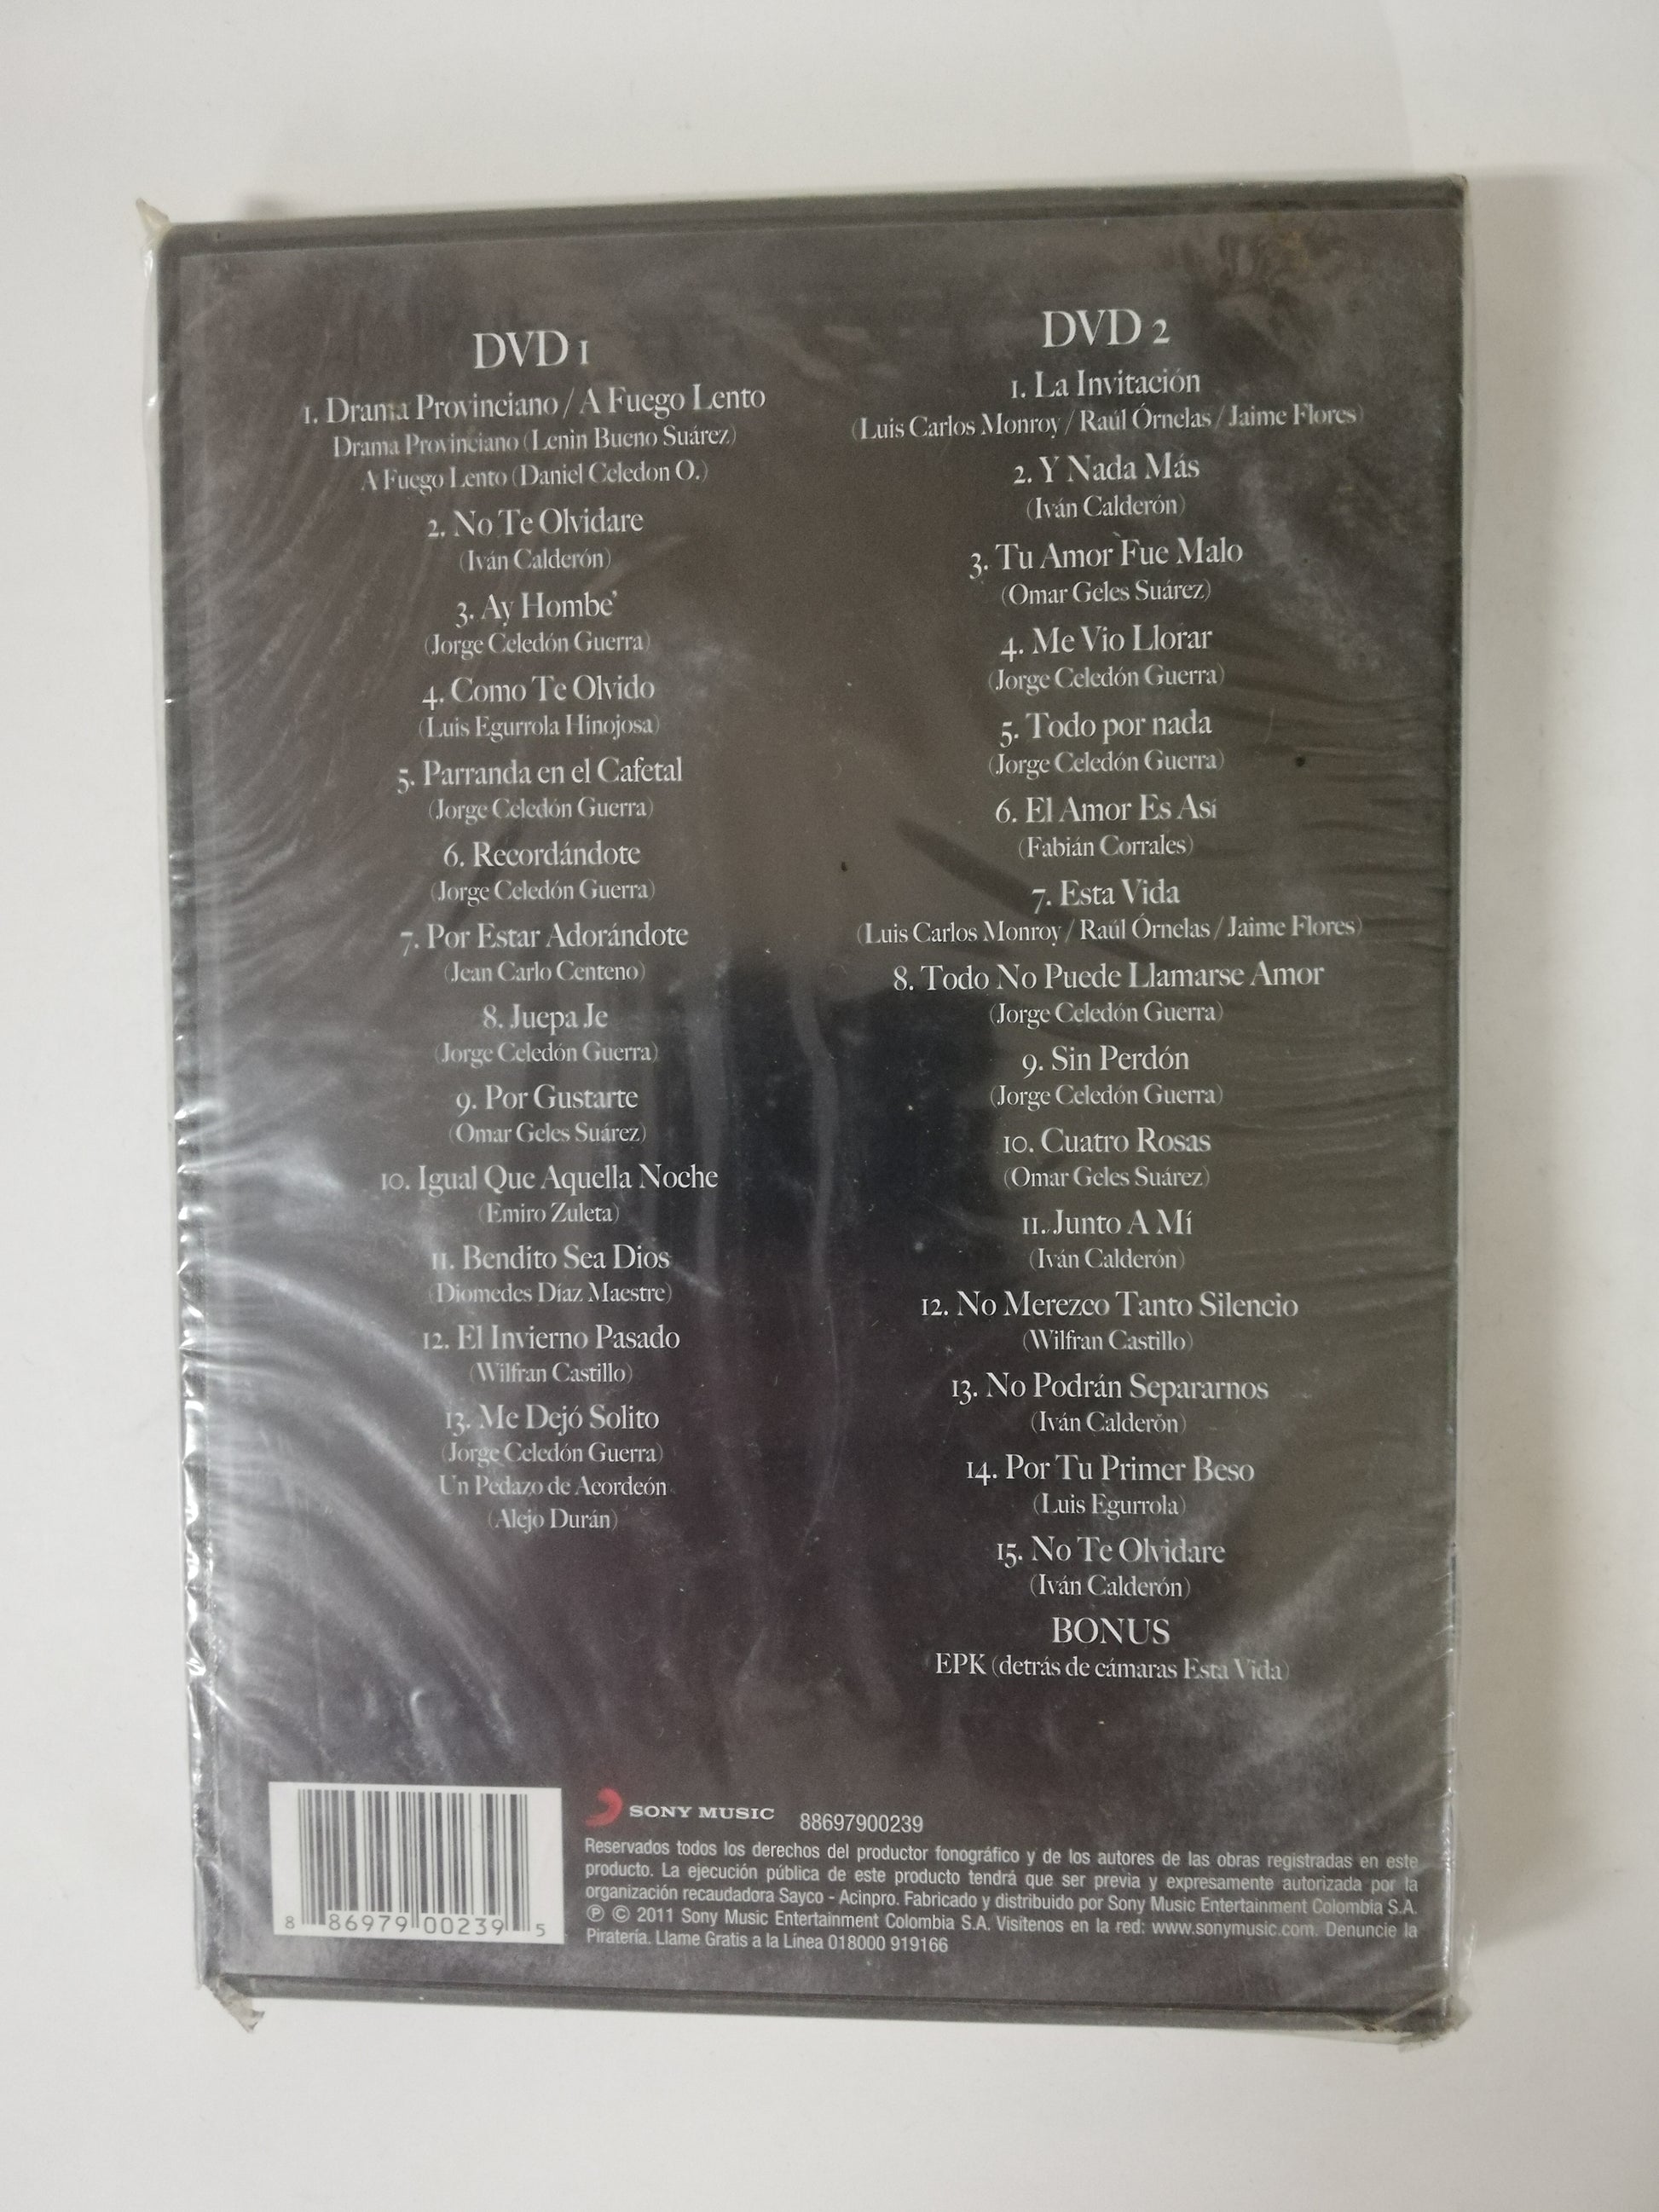 DVD 1
1. Drama Provinciano / A Fuego Lento
Drama Provinciano (Lenin Bueno Suárez)
A Fuego Lento (Daniel Celedon O.)
2. No Te Olvidare
(Iván Calderón)
3. Ay Hombe'
(Jorge Celedón Guerra)
4. Como Te Olvido
(Luis Egurrola Hinojosa)
5. Parranda en el Cafetal
(Jorge Celedón Guerra)
6. Recordándote
(Jorge Celedón Guerra)
7. Por Estar Adorándote
(Jean Carlo Centeno)
8. Juepa Je
(Jorge Celedón Guerra)
9. Por Gustarte
(Omar Geles Suárez)
10. Igual Que Aquella Noche
(Emiro Zuleta)
11. Bendito Sea Dios
(Diomedes Díaz Maestre)
12. El Invierno Pasado
(Wilfran Castillo)
13. Me Dejó Solito
(Jorge Celedón Guerra)
Un Pedazo de Acordeón
(Alejo Durán)
DVD 2
1. La Invitación
(Luis Carlos Monroy / Raúl Órnelas / Jaime Flores)
2. Y Nada Más
(Iván Calderón)
3. Tu Amor Fue Malo
(Omar Geles Suárez)
4. Me Vio Llorar
(Jorge Celedón Guerra)
5. Todo por nada
(Jorge Celedón Guerra)
6. El Amor Es Así
(Fabián Corrales)
7. Esta Vida
(Luis Carlos Monroy / Raúl Órnelas / Jaime Flores)
8. Todo No Puede Llamarse Amor
(Jorge Celedón Guerra)
9. Sin Perdón
(Jorge Celedón Guerra)
10. Cuatro Rosas
(Omar Geles Suárez)
11. Junto A Mí
(Iván Calderón)
12. No Merezco Tanto Silencio
(Wilfran Castillo)
13. No Podrán Separarnos
(Iván Calderón)
14. Por Tu Primer Beso
(Luis Egurrola)
15. No Te Olvidare
(Iván Calderón)
BONUS
EPK (detrás de cámaras Esta Vida)
8 86979 00239 5
SONY MUSIC 88697900239
Reservados todos los derechos del productor fonográfico y de los autores de las obras registradas en este
producto. La ejecución pública de este producto tendrá que ser previa y expresamente autorizada por la
organización recaudadora Sayco - Acinpro. Fabricado y distribuido por Sony Music Entertainment Colombia S.A.
℗ © 2011 Sony Music Entertainment Colombia S.A. Visítenos en la red: www.sonymusic.com. Denuncie la
Piratería. Llame Gratis a la Línea 018000 919166